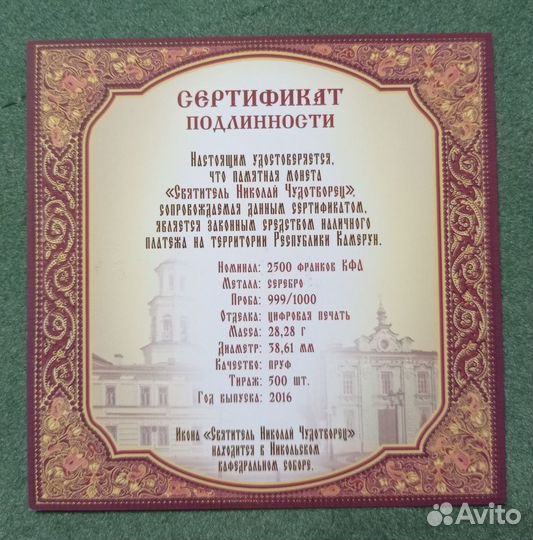 Сертификат
подлинности
Настоящим удостоверяется,
что памятная монета
«Святитель Николай Чудотворец»,
сопровождаемая данным сертификатом,
является законным средством наличного
платежа на территории Республики Камерун.
Номинал: 2500 франков КФА
Металл: серебро
Проба: 999/1000
Отделка: цифровая печать
Масса: 28,28 г
Диаметр: 38,61 мм
Качество: пруф
Тираж: 500 шт.
Год выпуска: 2016
Икона «Святитель Николай Чудотворец»
находится в Никольском
кафедральном соборе.
Avito